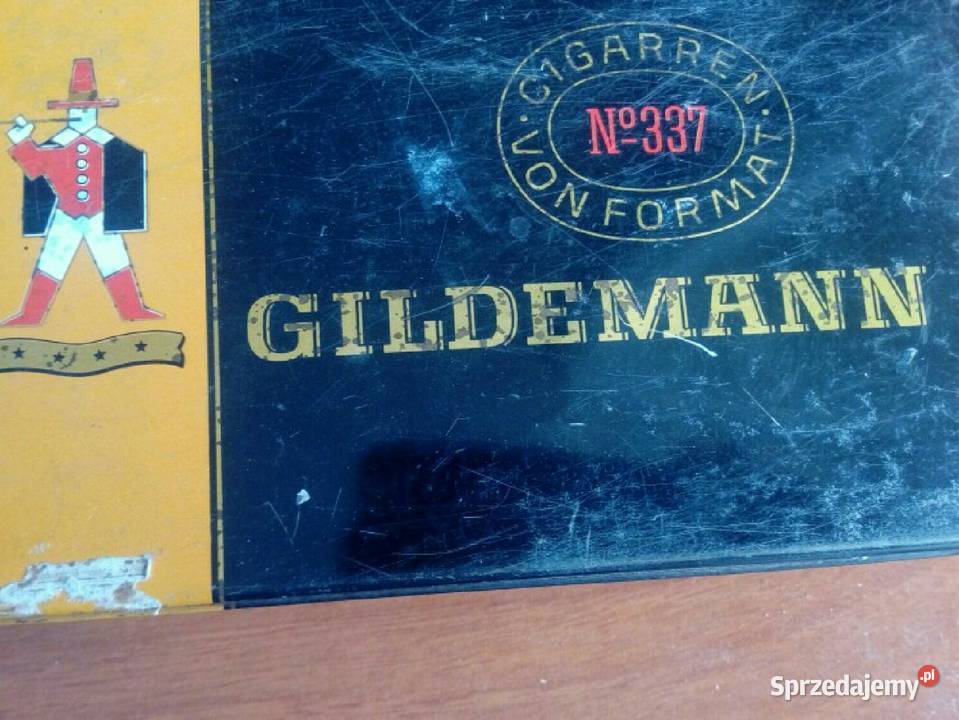 CIGARREN
Nº337
VON FORMAT
GILDEMANN
Sprzedajemy.pl